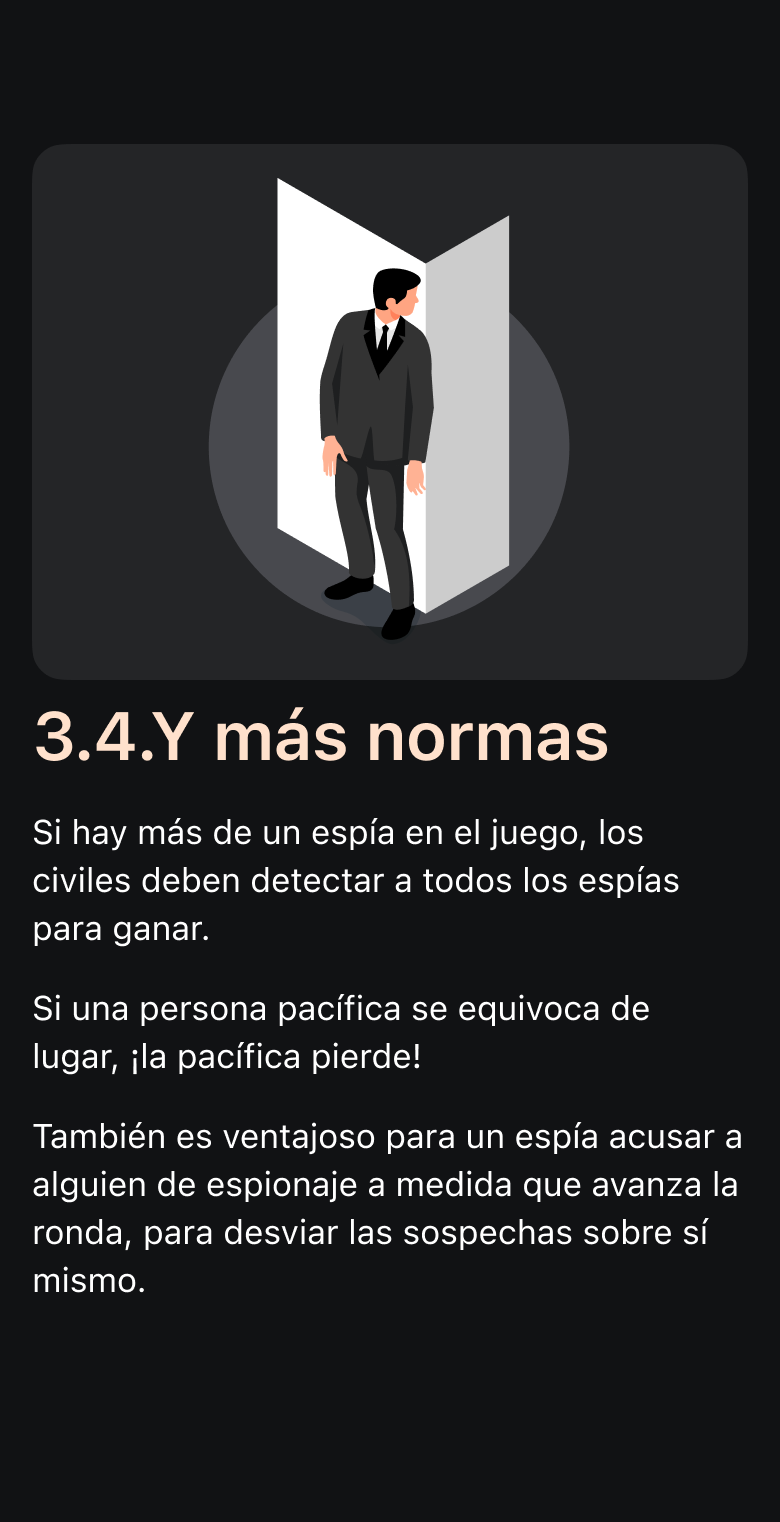 3.4.Y más normas
Si hay más de un espía en el juego, los
civiles deben detectar a todos los espías
para ganar.
Si una persona pacífica se equivoca de
lugar, ¡la pacífica pierde!
También es ventajoso para un espía acusar a
alguien de espionaje a medida que avanza la
ronda, para desviar las sospechas sobre sí
mismo.